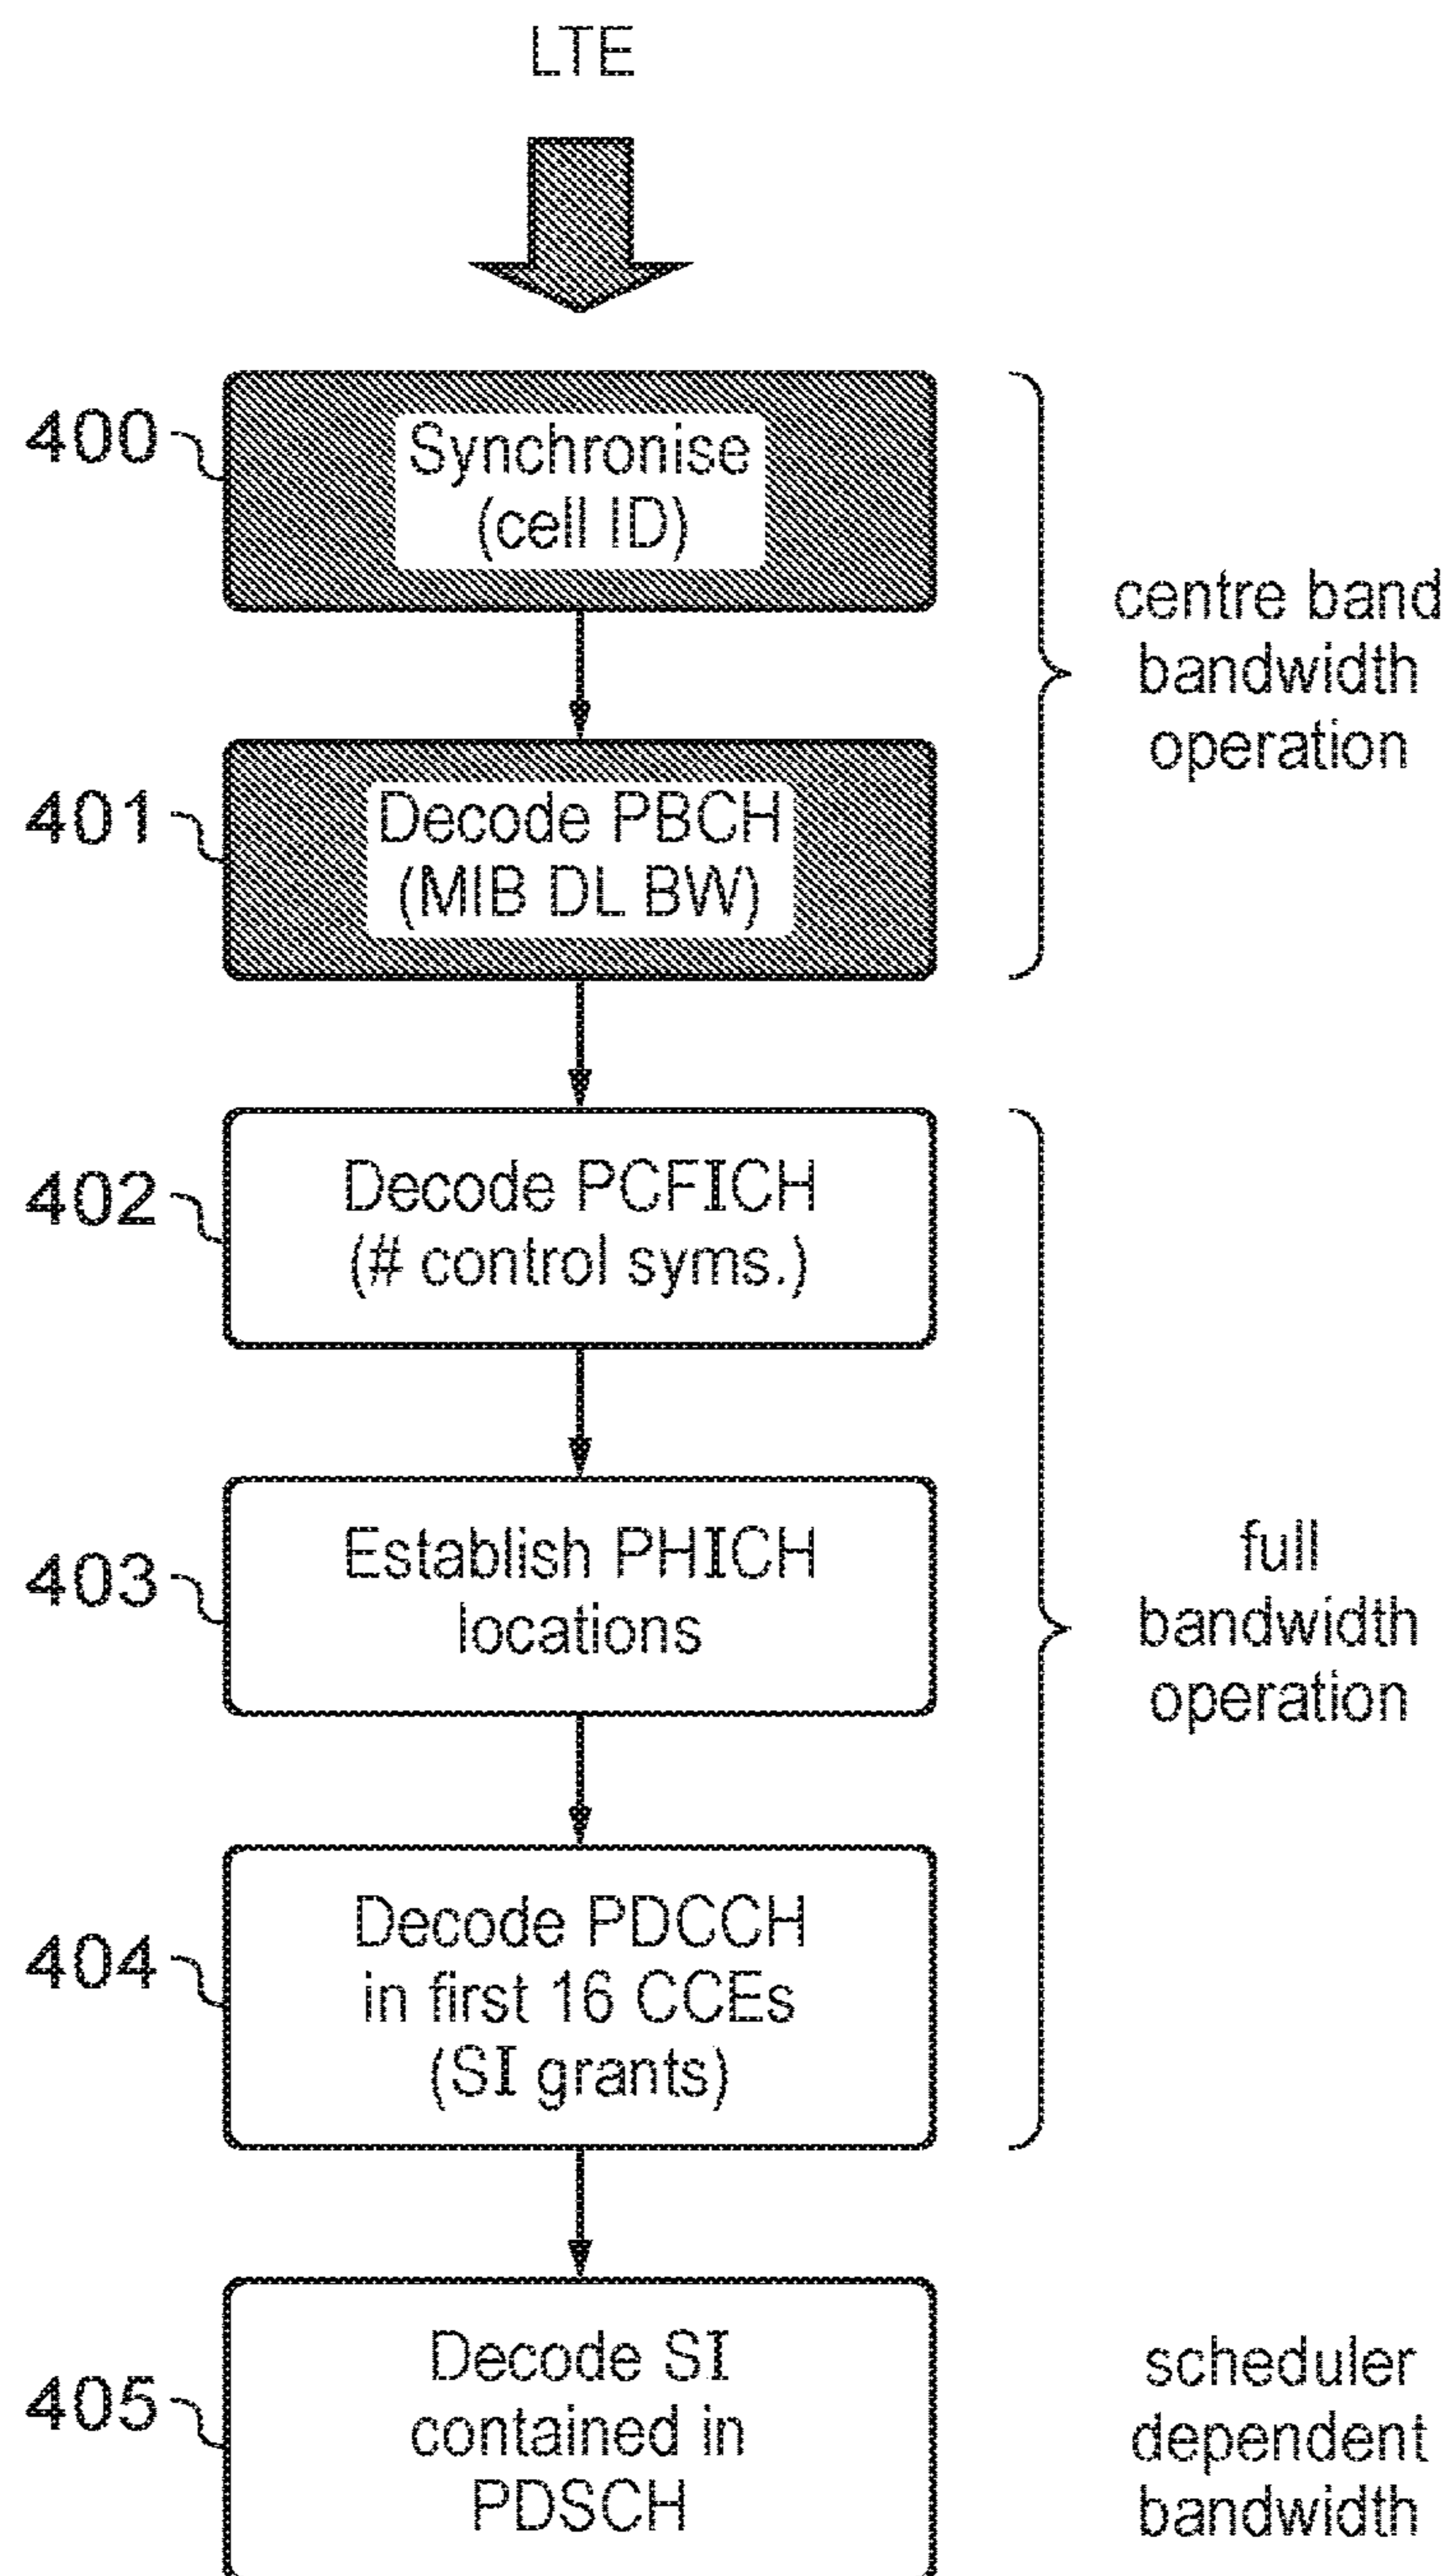 LTE
400
Synchronise
(cell ID)
centre band
bandwidth
operation
401
Decode PBCH
(MIB DL BW)
402
Decode PCFICH
(# control syms.)
403
Establish PHICH
locations
full
bandwidth
operation
404
Decode PDCCH
in first 16 CCEs
(SI grants)
405
Decode SI
contained in
PDSCH
scheduler
dependent
bandwidth